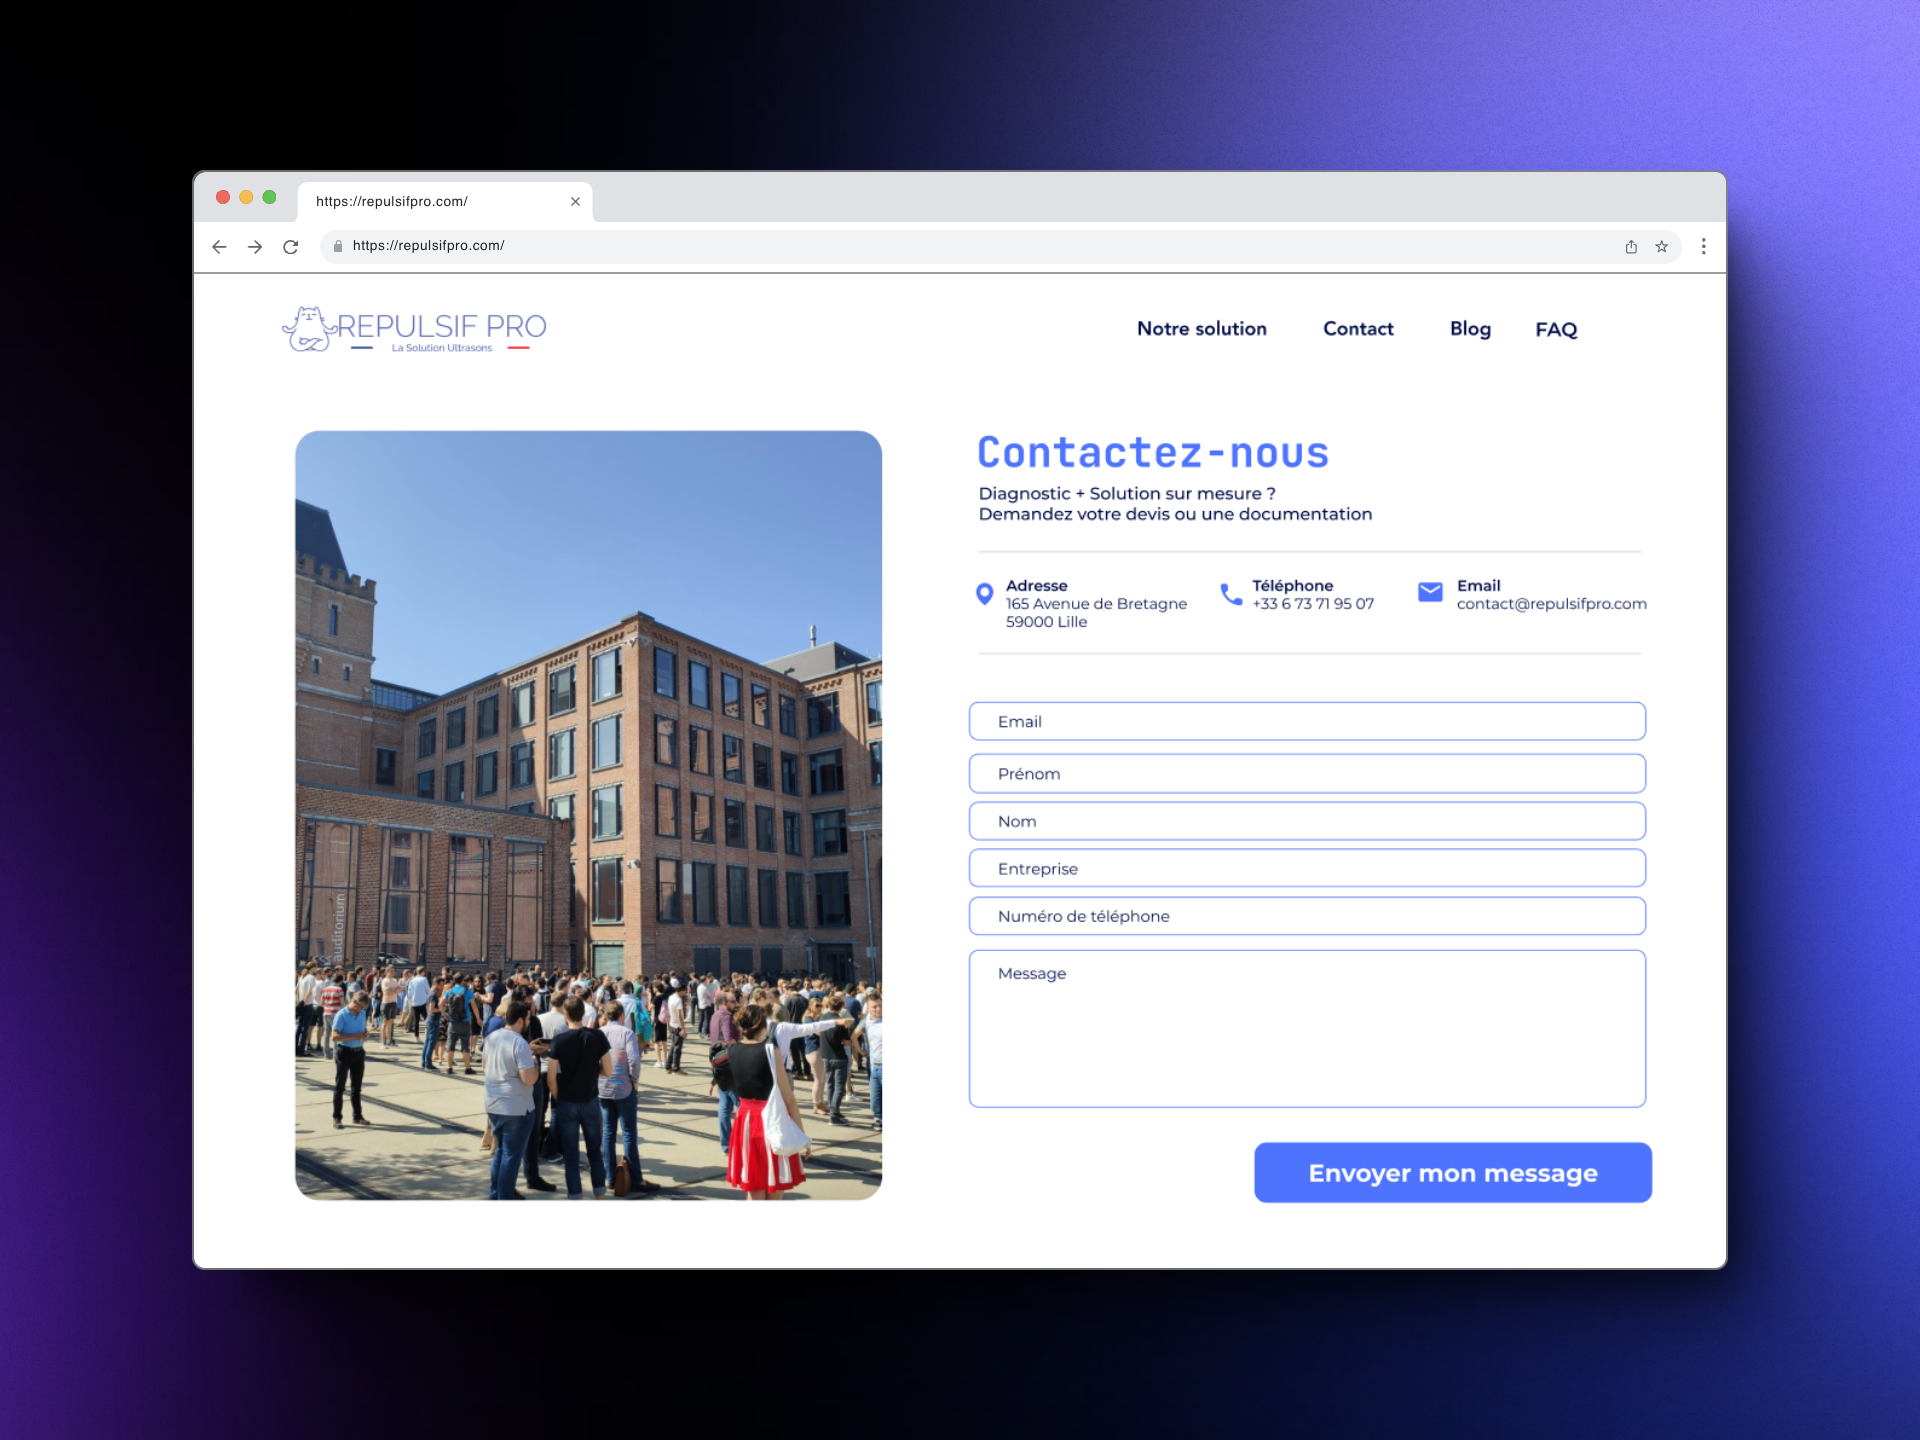 https://repulsifpro.com/
https://repulsifpro.com/
REPULSIF PRO
La Solution Ultrasons
Notre solution
Contact
Blog
FAQ
auditorium
Contactez-nous
Diagnostic + Solution sur mesure ?
Demandez votre devis ou une documentation
Adresse
165 Avenue de Bretagne
59000 Lille
Téléphone
+33 6 73 71 95 07
Email
contact@repulsifpro.com
Email
Prénom
Nom
Entreprise
Numéro de téléphone
Message
Envoyer mon message